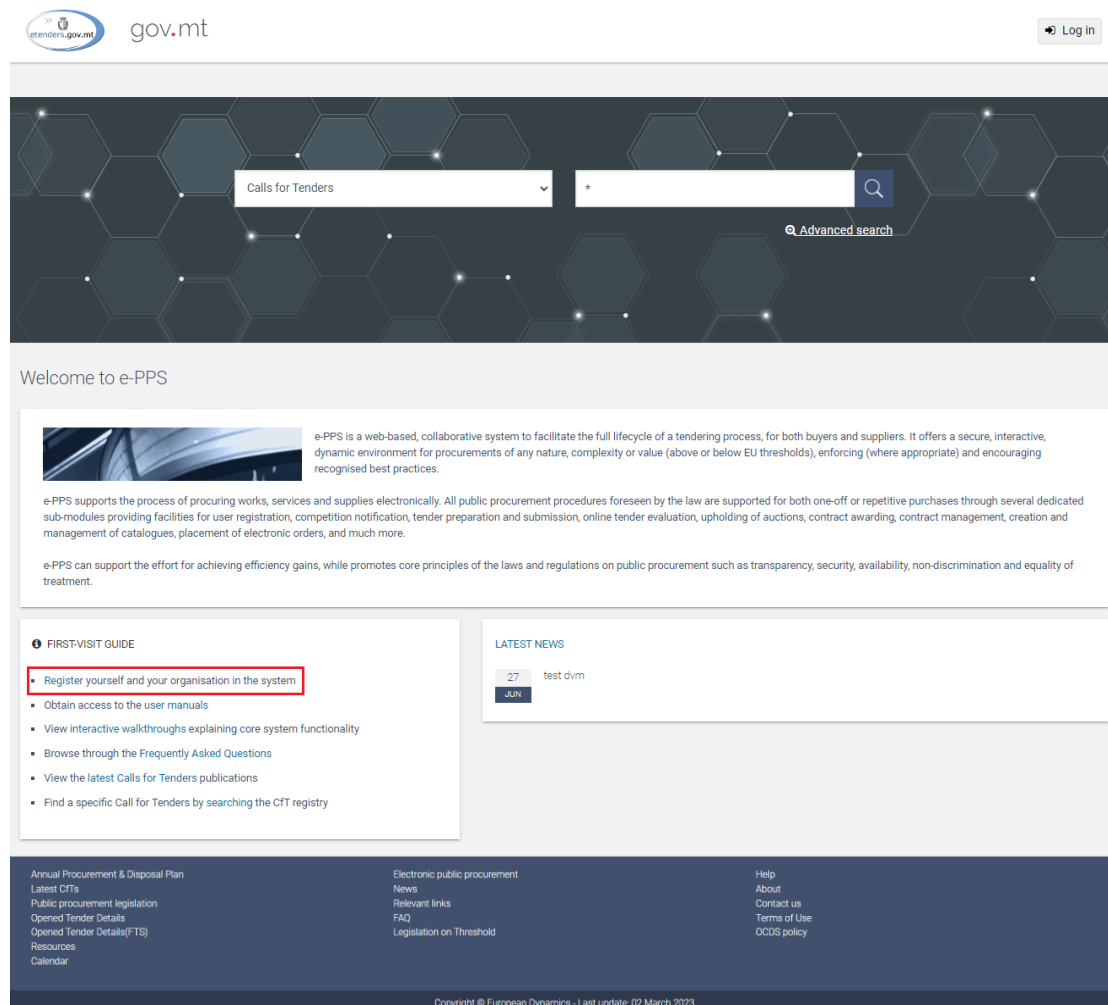 etenders.gov.mt
gov.mt
Log in
Calls for Tenders
*
Advanced search
Welcome to e-PPS
e-PPS is a web-based, collaborative system to facilitate the full lifecycle of a tendering process, for both buyers and suppliers. It offers a secure, interactive,
dynamic environment for procurements of any nature, complexity or value (above or below EU thresholds), enforcing (where appropriate) and encouraging
recognised best practices.
e-PPS supports the process of procuring works, services and supplies electronically. All public procurement procedures foreseen by the law are supported for both one-off or repetitive purchases through several dedicated
sub-modules providing facilities for user registration, competition notification, tender preparation and submission, online tender evaluation, upholding of auctions, contract awarding, contract management, creation and
management of catalogues, placement of electronic orders, and much more.
e-PPS can support the effort for achieving efficiency gains, while promotes core principles of the laws and regulations on public procurement such as transparency, security, availability, non-discrimination and equality of
treatment.
FIRST-VISIT GUIDE
Register yourself and your organisation in the system
Obtain access to the user manuals
View interactive walkthroughs explaining core system functionality
Browse through the Frequently Asked Questions
View the latest Calls for Tenders publications
Find a specific Call for Tenders by searching the CfT registry
LATEST NEWS
27 test dvm
JUN
Annual Procurement & Disposal Plan
Latest CfTs
Public procurement legislation
Opened Tender Details
Opened Tender Details(FTS)
Resources
Calendar
Electronic public procurement
News
Relevant links
FAQ
Legislation on Threshold
Help
About
Contact us
Terms of Use
OCDS policy
Copyright © European Dynamics - Last update: 02 March 2023